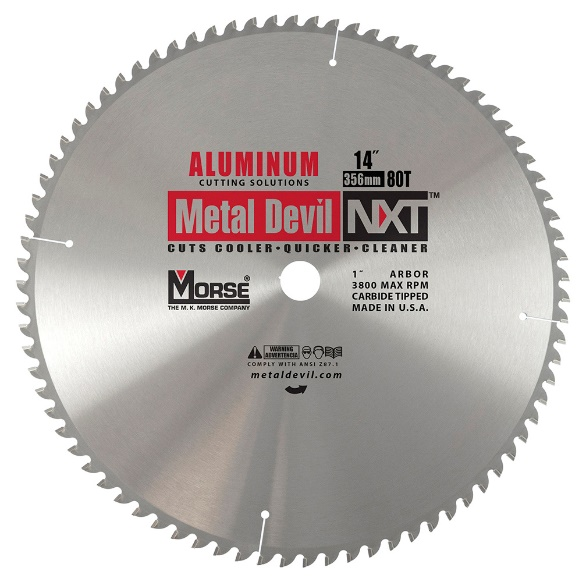 ALUMINUM
CUTTING SOLUTIONS
14"
356mm 80T
Metal Devil NXT™
CUTS COOLER • QUICKER • CLEANER
MORSE®
THE M. K. MORSE COMPANY
1" ARBOR
3800 MAX RPM
CARBIDE TIPPED
MADE IN U.S.A.
WARNING
ADVERTENCIA
COMPLY WITH ANSI Z87.1
metaldevil.com